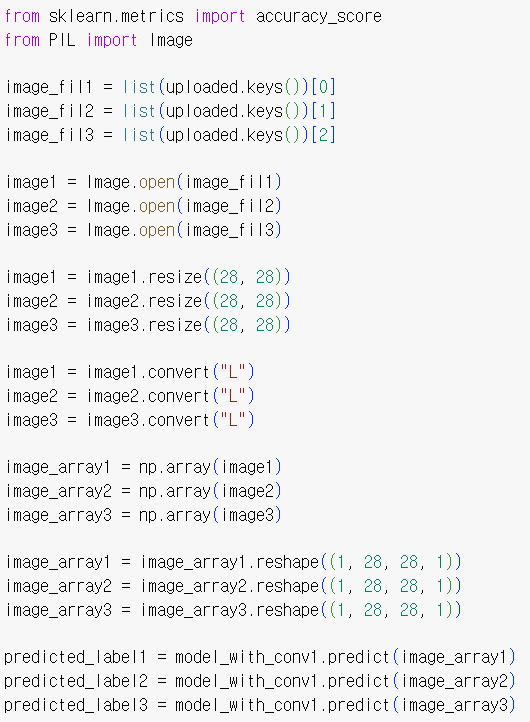 from sklearn.metrics import accuracy_score
from PIL import Image
image_fil1 = list(uploaded.keys())[0]
image_fil2 = list(uploaded.keys())[1]
image_fil3 = list(uploaded.keys())[2]
image1 = Image.open(image_fil1)
image2 = Image.open(image_fil2)
image3 = Image.open(image_fil3)
image1 = image1.resize((28, 28))
image2 = image2.resize((28, 28))
image3 = image3.resize((28, 28))
image1 = image1.convert("L")
image2 = image2.convert("L")
image3 = image3.convert("L")
image_array1 = np.array(image1)
image_array2 = np.array(image2)
image_array3 = np.array(image3)
image_array1 = image_array1.reshape((1, 28, 28, 1))
image_array2 = image_array2.reshape((1, 28, 28, 1))
image_array3 = image_array3.reshape((1, 28, 28, 1))
predicted_label1 = model_with_conv1.predict(image_array1)
predicted_label2 = model_with_conv1.predict(image_array2)
predicted_label3 = model_with_conv1.predict(image_array3)